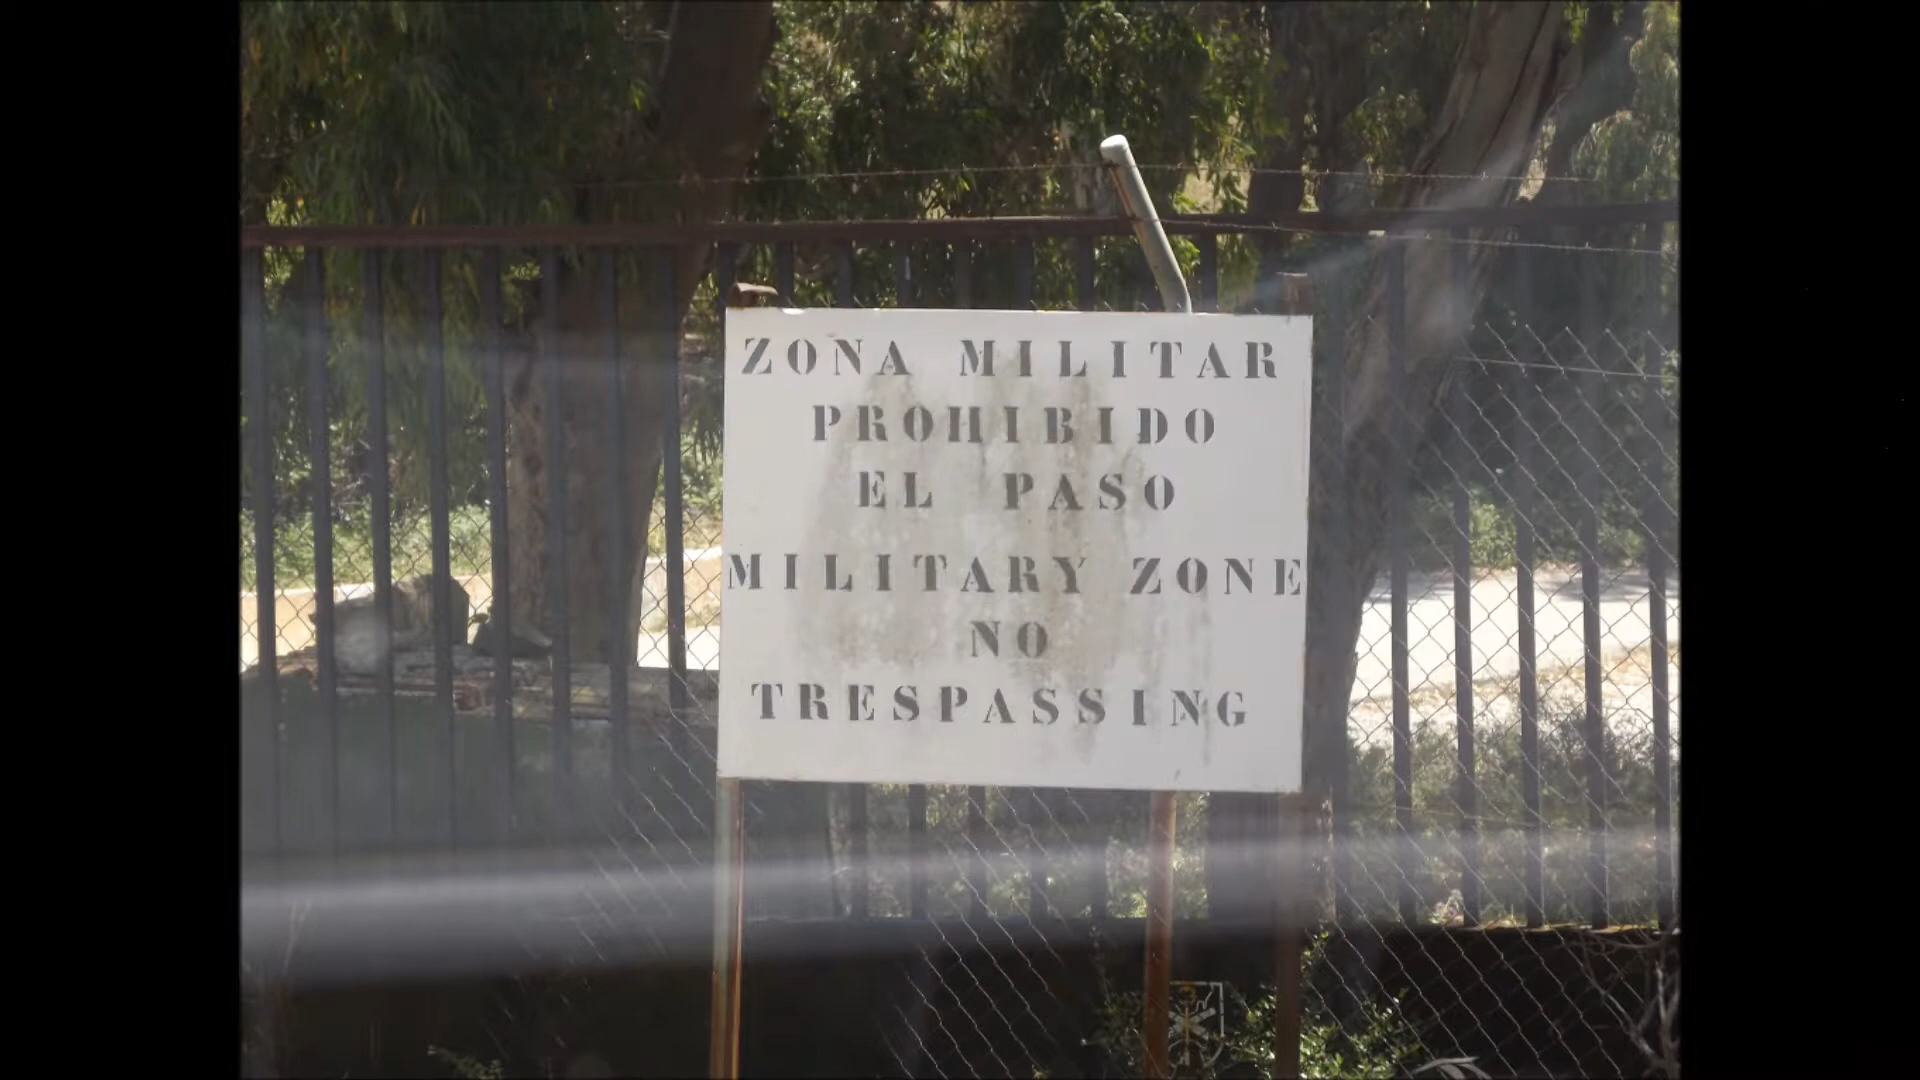 ZONA MILITAR
PROHIBIDO
EL PASO
MILITARY ZONE
NO
TRESPASSING